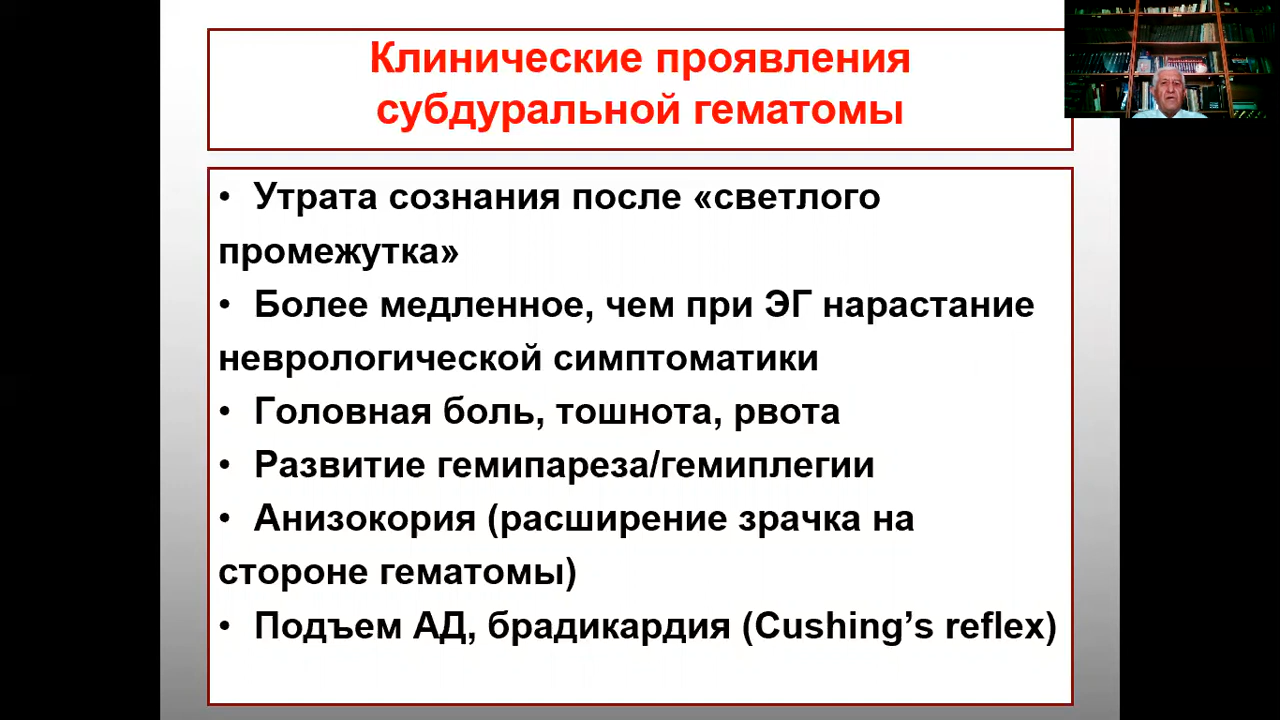 Клинические проявления
субдуральной гематомы
• Утрата сознания после «светлого
промежутка»
• Более медленное, чем при ЭГ нарастание
неврологической симптоматики
• Головная боль, тошнота, рвота
• Развитие гемипареза/гемиплегии
• Анизокория (расширение зрачка на
стороне гематомы)
• Подъем АД, брадикардия (Cushing’s reflex)